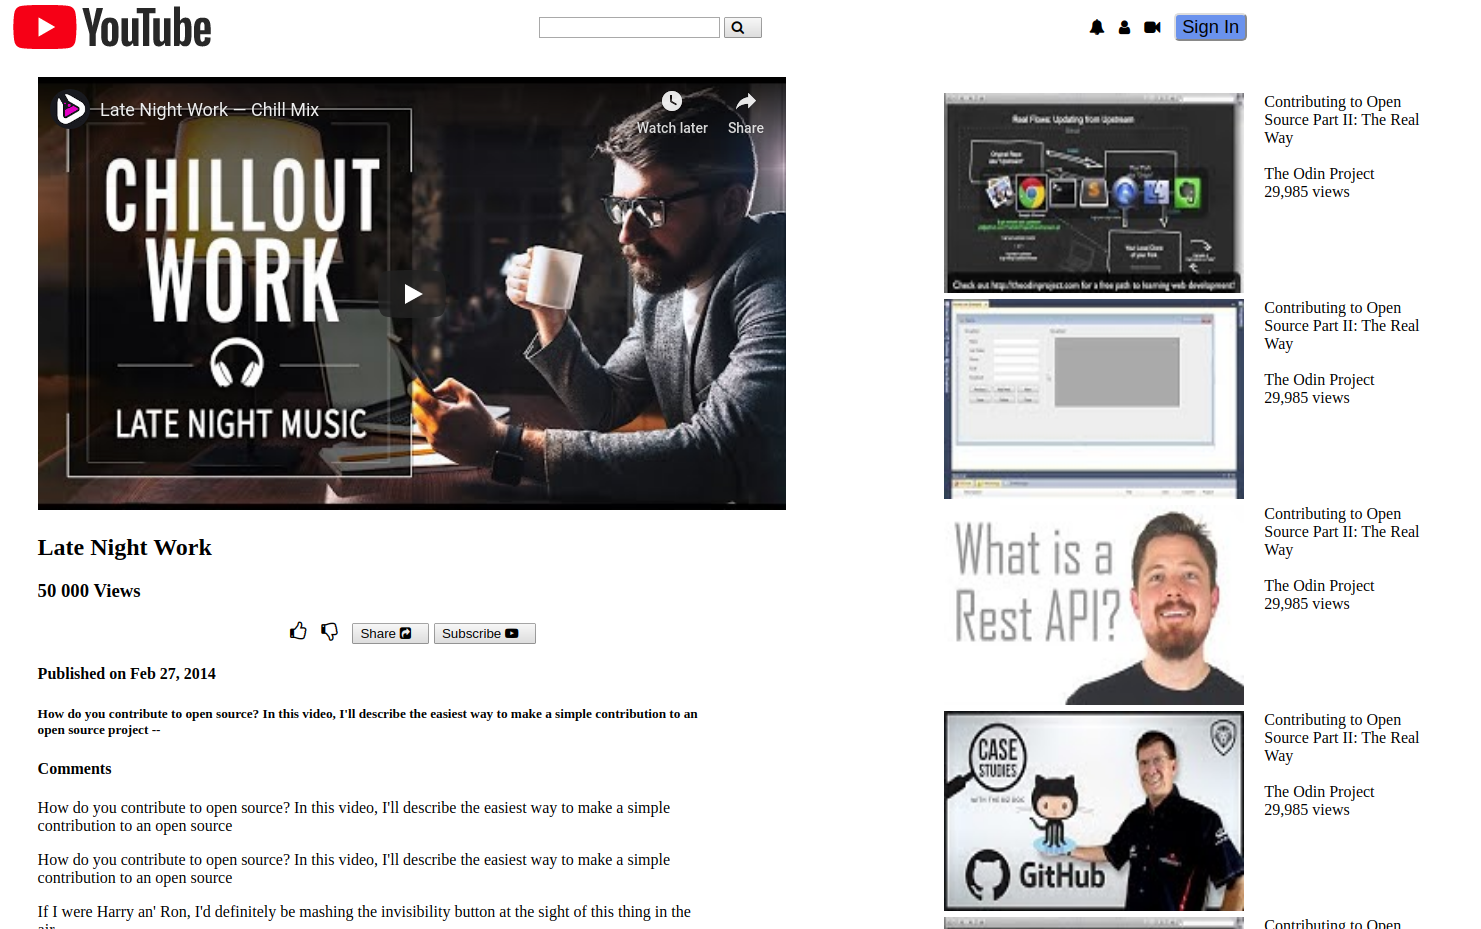 YouTube
Sign In
Late Night Work – Chill Mix
Watch later
Share
CHILLOUT
WORK
LATE NIGHT MUSIC
Late Night Work
50 000 Views
Share
Subscribe
Published on Feb 27, 2014
How do you contribute to open source? In this video, I'll describe the easiest way to make a simple contribution to an
open source project --
Comments
How do you contribute to open source? In this video, I'll describe the easiest way to make a simple
contribution to an open source
How do you contribute to open source? In this video, I'll describe the easiest way to make a simple
contribution to an open source
If I were Harry an' Ron, I'd definitely be mashing the invisibility button at the sight of this thing in the
air
Real Flows: Updating from Upstream
Check out http://theodinproject.com for a free path to learning web development!
Contributing to Open
Source Part II: The Real
Way
The Odin Project
29,985 views
Contributing to Open
Source Part II: The Real
Way
The Odin Project
29,985 views
What is a
Rest API?
Contributing to Open
Source Part II: The Real
Way
The Odin Project
29,985 views
CASE
STUDIES
WITH THE BIZ DOC
GitHub
Contributing to Open
Source Part II: The Real
Way
The Odin Project
29,985 views
Contributing to Open